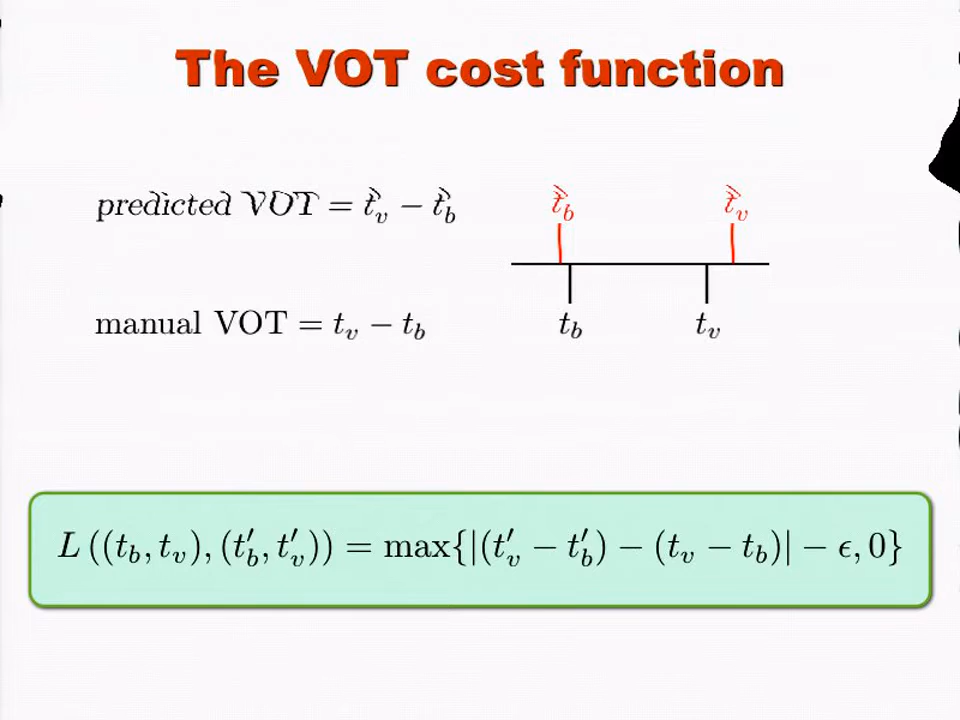 The VOT cost function
predicted VOT = t̂_v − t̂_b
t̂_b t̂_v
manual VOT = t_v − t_b
t_b t_v
L ((t_b, t_v), (t′_b, t′_v)) = max{|(t′_v − t′_b) − (t_v − t_b)| − ϵ, 0}